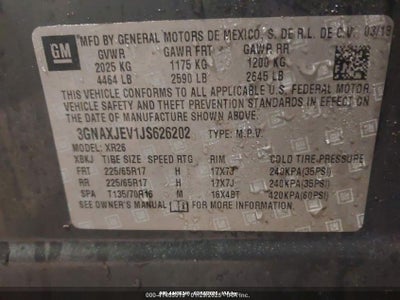 GM
MFD BY GENERAL MOTORS DE MEXICO, S. DE R.L. DE C.V. 03/18
GVWR GAWR FRT GAWR RR
2025 KG 1175 KG 1200 KG
4464 LB 2590 LB 2645 LB
THIS VEHICLE CONFORMS TO ALL APPLICABLE U.S. FEDERAL MOTOR
VEHICLE SAFETY, BUMPER, AND THEFT PREVENTION
STANDARDS IN EFFECT ON
THE DATE OF MANUFACTURE SHOWN ABOVE.
3GNAXJEV1JS626202 TYPE: M.P.V.
MODEL: XR26
XBKJ TIRE SIZE SPEED RTG RIM COLD TIRE-PRESSURE
FRT 225/65R17 H 17X7J 240KPA(35PSI)
RR 225/65R17 H 17X7J 240KPA(35PSI)
SPA T135/70R16 M 16X4BT 420KPA(60PSI)
SEE OWNER'S MANUAL FOR MORE INFORMATION.